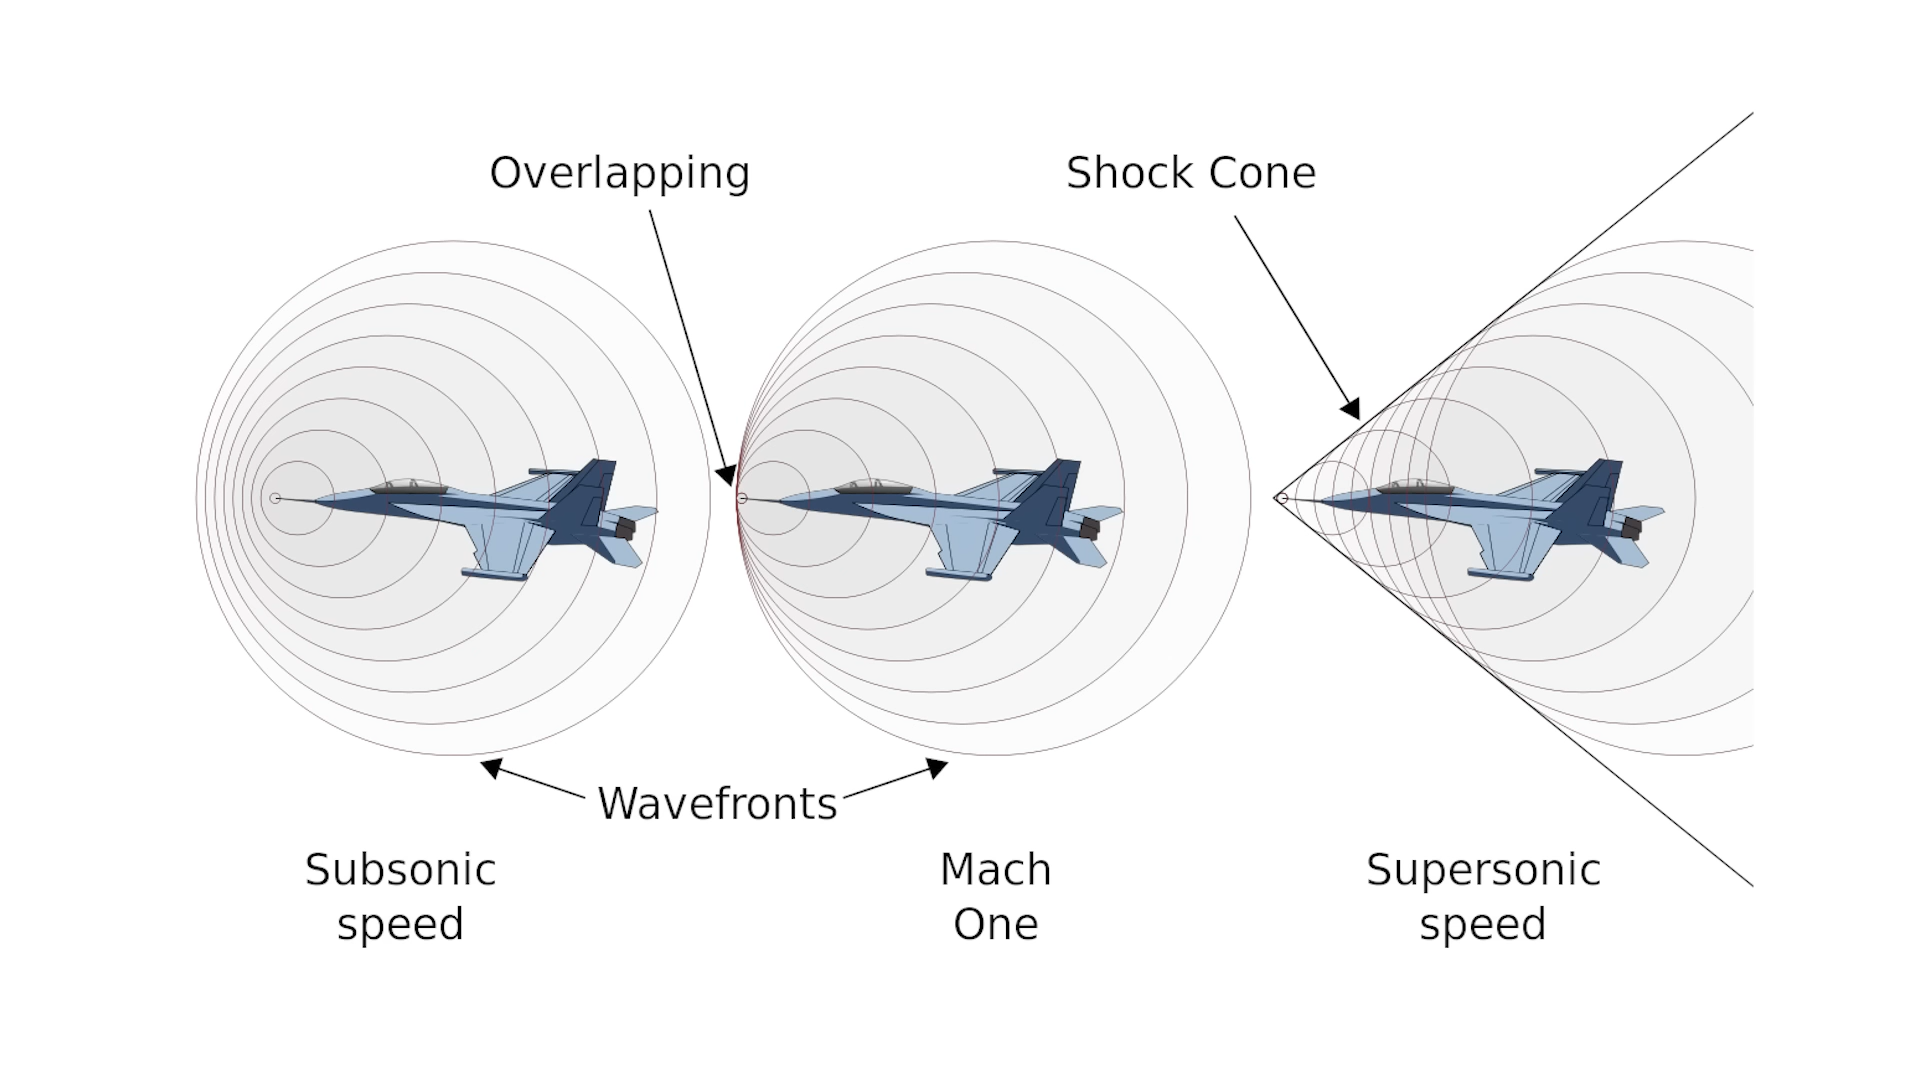 Overlapping
Shock Cone
Wavefronts
Subsonic
speed
Mach
One
Supersonic
speed